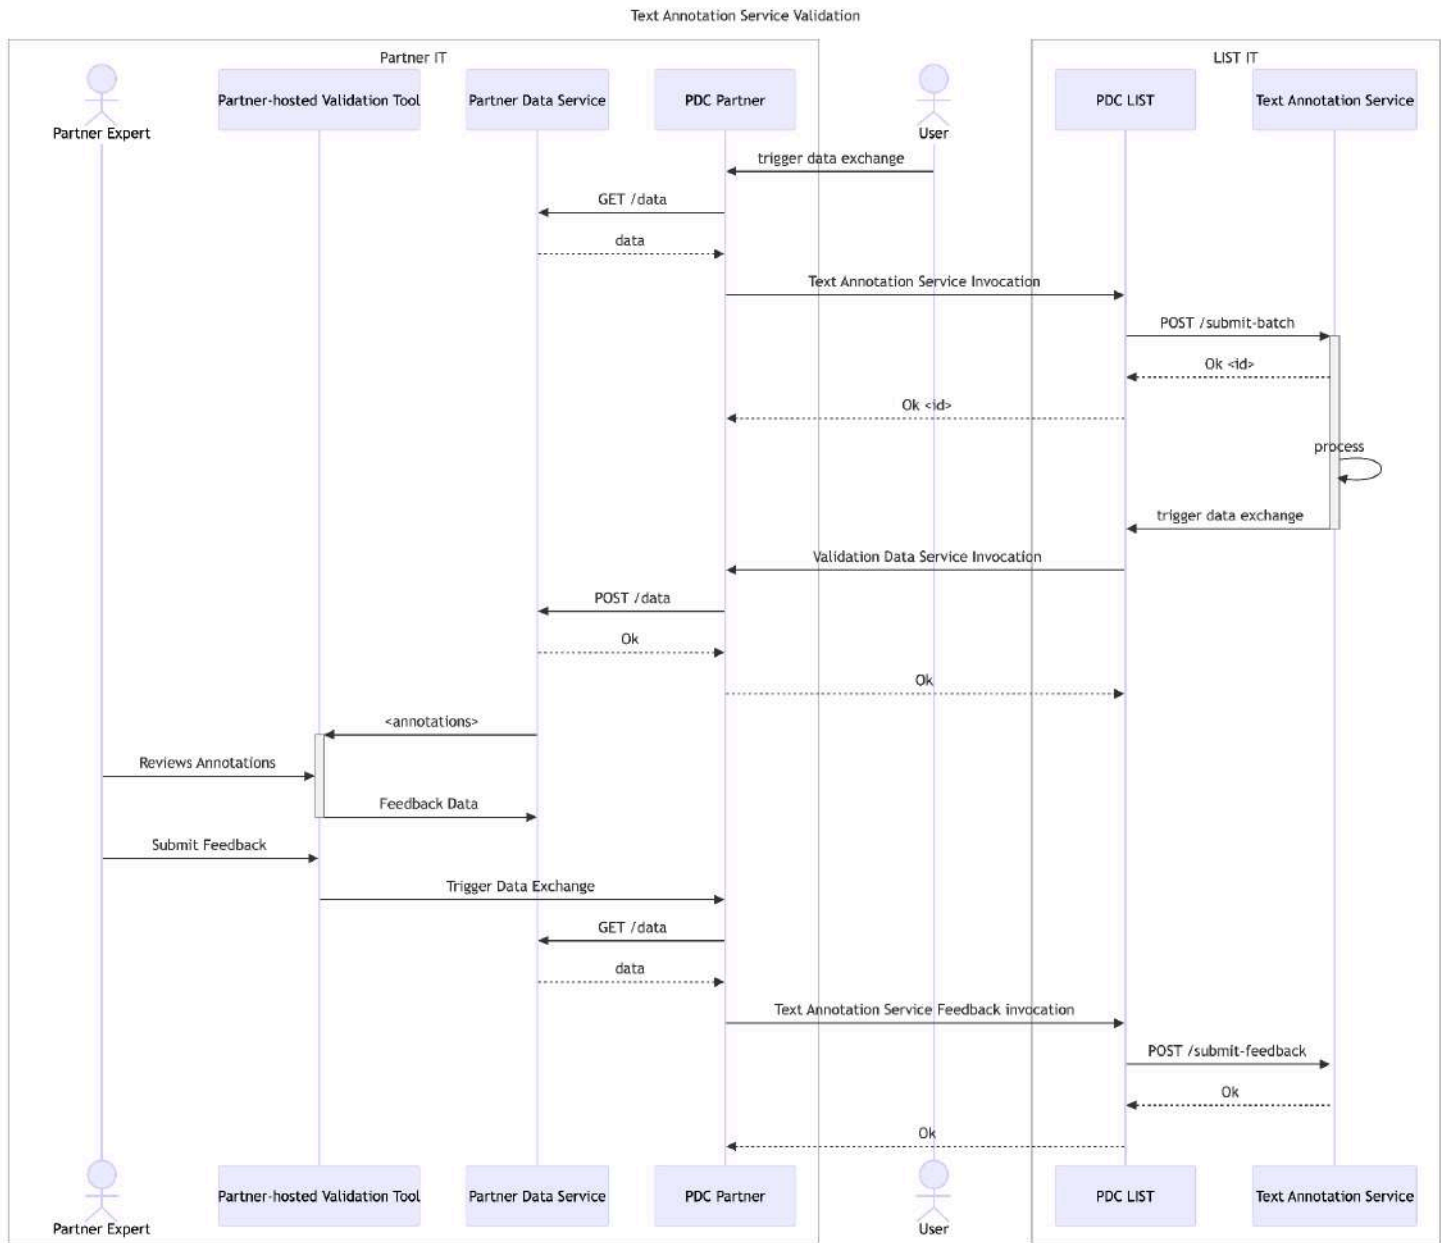 Text Annotation Service Validation
Partner IT
LIST IT
Partner Expert
Partner-hosted Validation Tool
Partner Data Service
PDC Partner
User
PDC LIST
Text Annotation Service
trigger data exchange
GET /data
data
Text Annotation Service Invocation
POST /submit-batch
Ok <id>
Ok <id>
process
trigger data exchange
Validation Data Service Invocation
POST /data
Ok
Ok
<annotations>
Reviews Annotations
Feedback Data
Submit Feedback
Trigger Data Exchange
GET /data
data
Text Annotation Service Feedback invocation
POST /submit-feedback
Ok
Ok
Partner Expert
Partner-hosted Validation Tool
Partner Data Service
PDC Partner
User
PDC LIST
Text Annotation Service